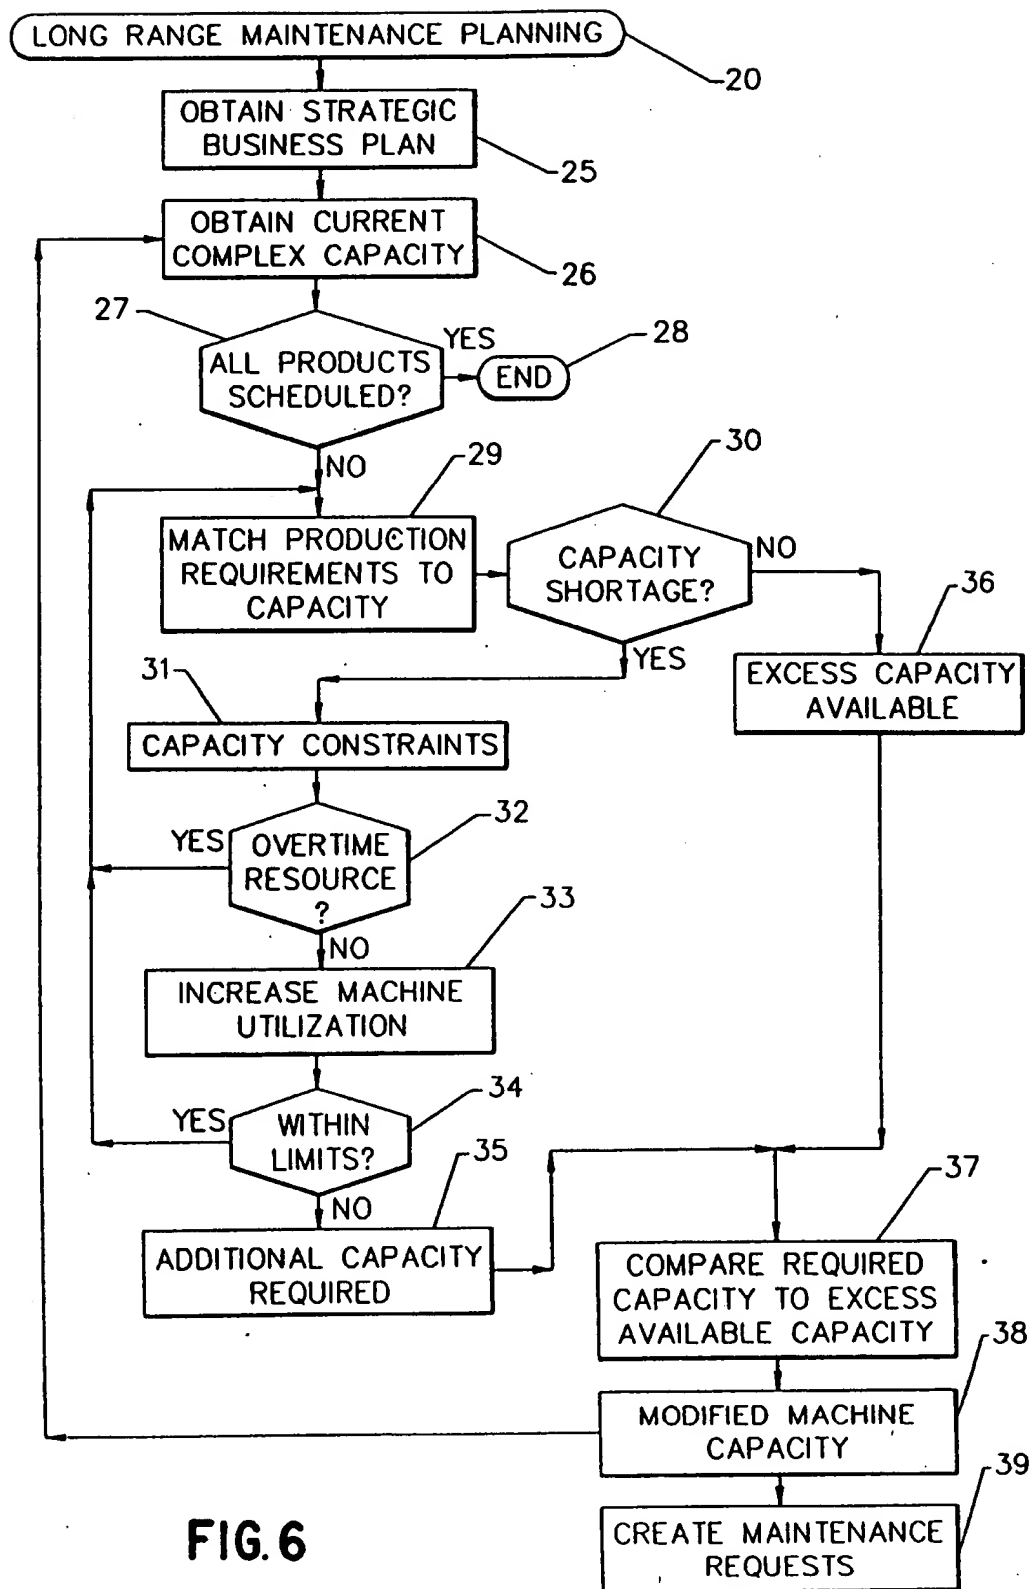 LONG RANGE MAINTENANCE PLANNING
20
OBTAIN STRATEGIC
BUSINESS PLAN
25
OBTAIN CURRENT
COMPLEX CAPACITY
26
27
ALL PRODUCTS
SCHEDULED?
YES
END
28
NO
29
MATCH PRODUCTION
REQUIREMENTS TO
CAPACITY
30
CAPACITY
SHORTAGE?
NO
YES
36
EXCESS CAPACITY
AVAILABLE
31
CAPACITY CONSTRAINTS
32
OVERTIME
RESOURCE
?
YES
NO
33
INCREASE MACHINE
UTILIZATION
34
WITHIN
LIMITS?
YES
NO
35
ADDITIONAL CAPACITY
REQUIRED
37
COMPARE REQUIRED
CAPACITY TO EXCESS
AVAILABLE CAPACITY
38
MODIFIED MACHINE
CAPACITY
39
CREATE MAINTENANCE
REQUESTS
FIG. 6